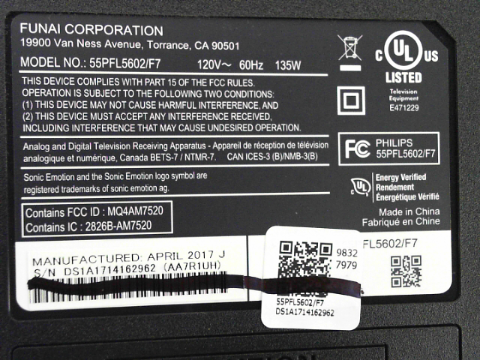 FUNAI CORPORATION
19900 Van Ness Avenue, Torrance, CA 90501
MODEL NO.: 55PFL5602/F7 120V~ 60Hz 135W
THIS DEVICE COMPLIES WITH PART 15 OF THE FCC RULES.
OPERATION IS SUBJECT TO THE FOLLOWING TWO CONDITIONS:
(1) THIS DEVICE MAY NOT CAUSE HARMFUL INTERFERENCE, AND
(2) THIS DEVICE MUST ACCEPT ANY INTERFERENCE RECEIVED,
INCLUDING INTERFERENCE THAT MAY CAUSE UNDESIRED OPERATION.
Analog and Digital Television Receiving Apparatus - Appareil de réception de télévision
analogique et numérique, Canada BETS-7 / NTMR-7. CAN ICES-3 (B)/NMB-3(B)
Sonic Emotion and the Sonic Emotion logo symbol are
registered trademarks of sonic emotion ag.
Contains FCC ID : MQ4AM7520
Contains IC : 2826B-AM7520
C UL US
LISTED
Television
Equipment
E471229
FC PHILIPS
55PFL5602/F7
C UL
Energy Verified
Rendement
Énergétique Vérifié
Made in China
Fabriqué en China
MANUFACTURED: APRIL 2017 J
S/N DS1A1714162962 (AA7R1UH)
9832
7979
55PFL5602/F7
DS1A1714162962
FL5602/F7